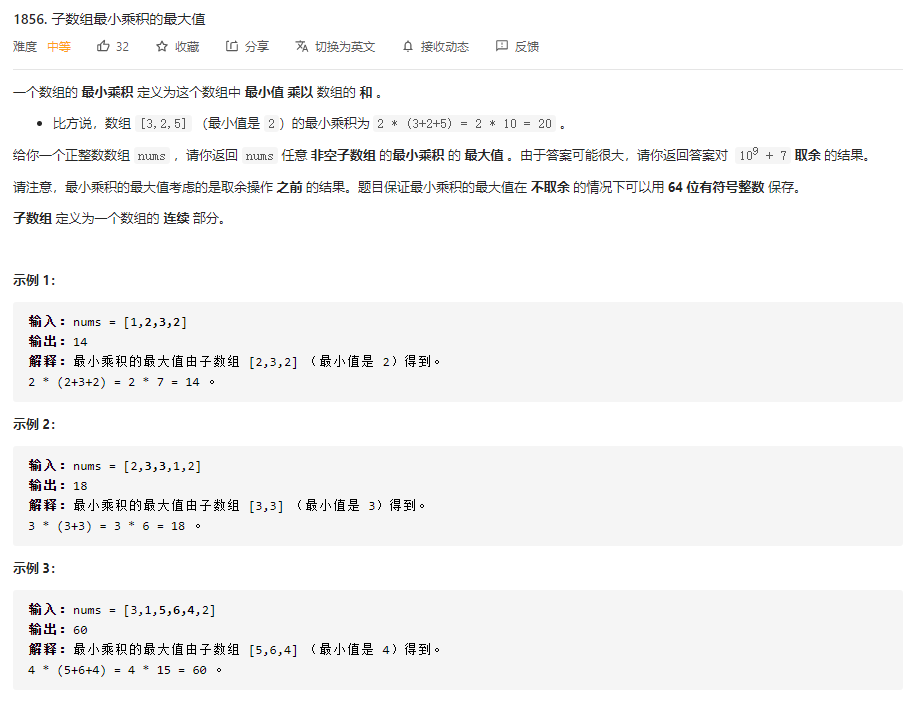 1856. 子数组最小乘积的最大值
难度 中等 32 收藏 分享 切换为英文 接收动态 反馈
一个数组的 最小乘积 定义为这个数组中 最小值 乘以 数组的 和 。
• 比方说，数组 [3,2,5] （最小值是 2 ）的最小乘积为 2 * (3+2+5) = 2 * 10 = 20 。
给你一个正整数数组 nums ，请你返回 nums 任意 非空子数组 的最小乘积 的 最大值 。由于答案可能很大，请你返回答案对 10⁹ + 7 取余 的结果。
请注意，最小乘积的最大值考虑的是取余操作 之前 的结果。题目保证最小乘积的最大值在 不取余 的情况下可以用 64 位有符号整数 保存。
子数组 定义为一个数组的 连续 部分。
示例 1：
输入：nums = [1,2,3,2]
输出：14
解释：最小乘积的最大值由子数组 [2,3,2] （最小值是 2）得到。
2 * (2+3+2) = 2 * 7 = 14 。
示例 2：
输入：nums = [2,3,3,1,2]
输出：18
解释：最小乘积的最大值由子数组 [3,3] （最小值是 3）得到。
3 * (3+3) = 3 * 6 = 18 。
示例 3：
输入：nums = [3,1,5,6,4,2]
输出：60
解释：最小乘积的最大值由子数组 [5,6,4] （最小值是 4）得到。
4 * (5+6+4) = 4 * 15 = 60 。